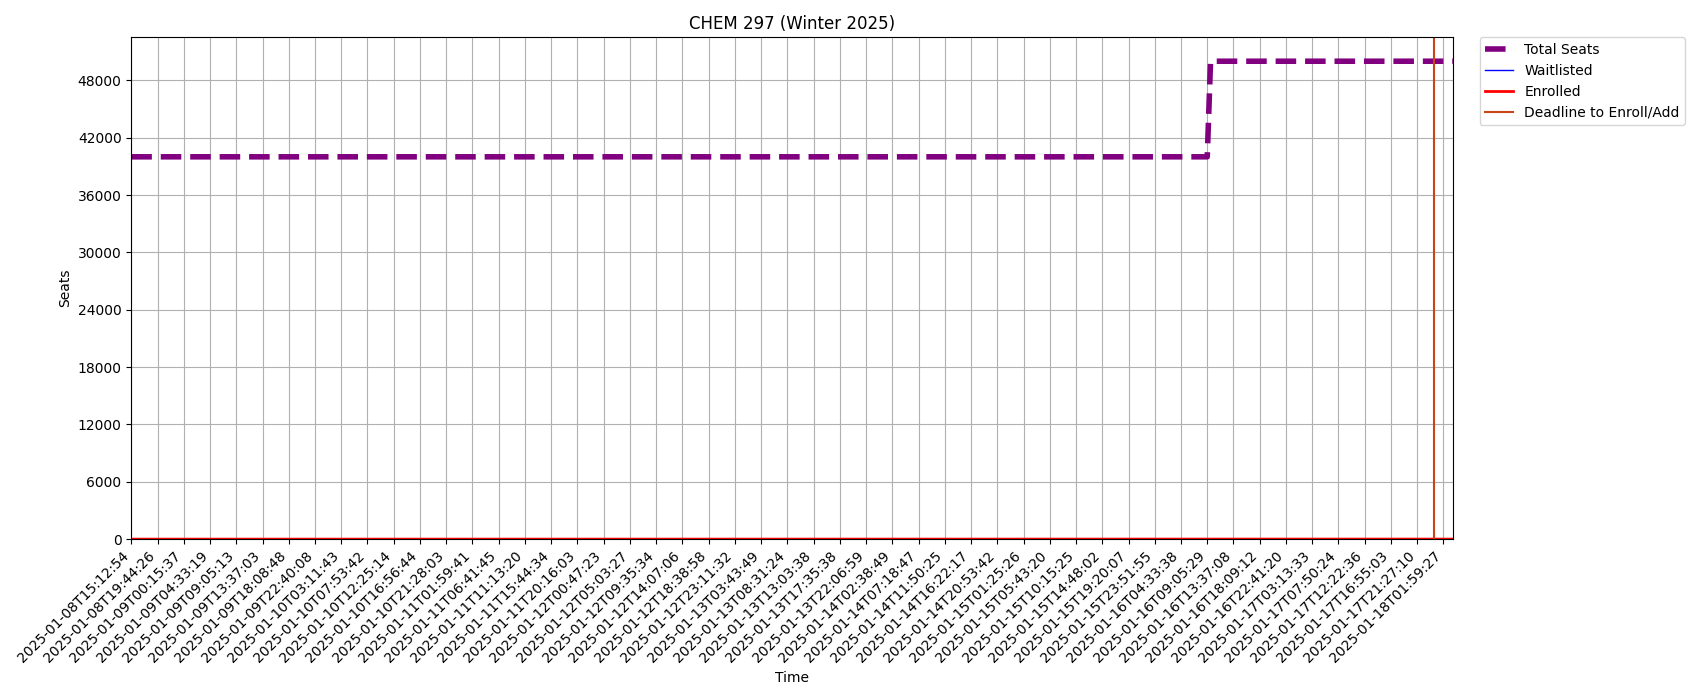 CHEM 297 (Winter 2025)
Total Seats
Waitlisted
Enrolled
Deadline to Enroll/Add
Seats
48000
42000
36000
30000
24000
18000
12000
6000
0
2025-01-08T15:12:54
2025-01-08T19:44:26
2025-01-09T00:15:37
2025-01-09T04:33:19
2025-01-09T09:05:13
2025-01-09T13:37:03
2025-01-09T18:08:48
2025-01-09T22:40:08
2025-01-10T03:11:43
2025-01-10T07:53:42
2025-01-10T12:25:14
2025-01-10T16:56:44
2025-01-10T21:28:03
2025-01-11T01:59:41
2025-01-11T06:41:45
2025-01-11T11:13:20
2025-01-11T15:44:34
2025-01-11T20:16:03
2025-01-12T00:47:23
2025-01-12T05:03:27
2025-01-12T09:35:34
2025-01-12T14:07:06
2025-01-12T18:38:58
2025-01-12T23:11:32
2025-01-13T03:43:49
2025-01-13T08:31:24
2025-01-13T13:03:38
2025-01-13T17:35:38
2025-01-13T22:06:59
2025-01-14T02:38:49
2025-01-14T07:18:47
2025-01-14T11:50:25
2025-01-14T16:22:17
2025-01-14T20:53:42
2025-01-15T01:25:26
2025-01-15T05:43:20
2025-01-15T10:15:25
2025-01-15T14:48:02
2025-01-15T19:20:07
2025-01-15T23:51:55
2025-01-16T04:33:38
2025-01-16T09:05:29
2025-01-16T13:37:08
2025-01-16T18:09:12
2025-01-16T22:41:20
2025-01-17T03:13:33
2025-01-17T07:50:24
2025-01-17T12:22:36
2025-01-17T16:55:03
2025-01-17T21:27:10
2025-01-18T01:59:27
Time